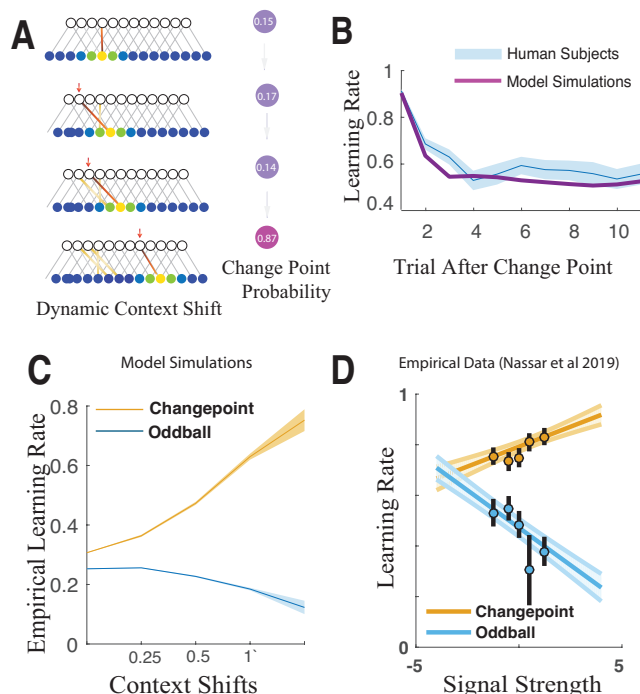 A
0.15
0.17
0.14
0.87
Dynamic Context Shift
Change Point
Probability
B
Human Subjects
Model Simulations
Learning Rate
1
0.8
0.6
0.4
2
4
6
8
10
Trial After Change Point
C
Model Simulations
Changepoint
Oddball
Empirical Learning Rate
0.8
0.6
0.4
0.2
0
0.25
0.5
1`
Context Shifts
D
Empirical Data (Nassar et al 2019)
Learning Rate
1
0
Changepoint
Oddball
-5
5
Signal Strength